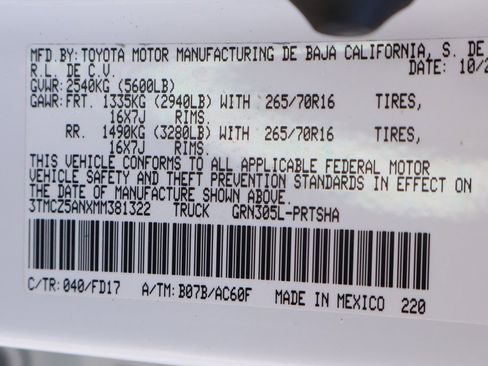 MFD.BY: TOYOTA MOTOR MANUFACTURING DE BAJA CALIFORNIA, S. DE
R.L. DE C.V. DATE: 10/2
GVWR: 2540KG (5600LB)
GAWR: FRT. 1335KG (2940LB) WITH 265/70R16 TIRES,
16X7J RIMS.
RR. 1490KG (3280LB) WITH 265/70R16 TIRES,
16X7J RIMS.
THIS VEHICLE CONFORMS TO ALL APPLICABLE FEDERAL MOTOR
VEHICLE SAFETY AND THEFT PREVENTION STANDARDS IN EFFECT ON THE
DATE OF MANUFACTURE SHOWN ABOVE.
3TMCZ5ANXMM381322 TRUCK GRN305L-PRTSHA
C/TR: 040/FD17 A/TM: B07B/AC60F MADE IN MEXICO 220